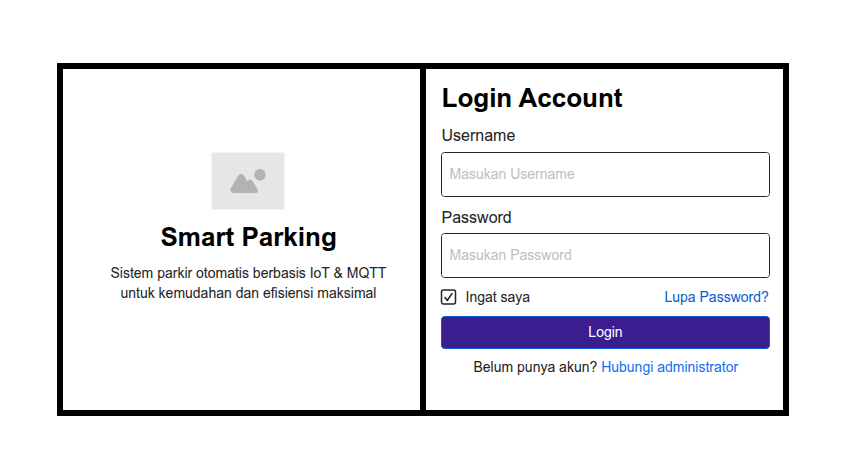 Smart Parking
Sistem parkir otomatis berbasis IoT & MQTT
untuk kemudahan dan efisiensi maksimal
Login Account
Username
Masukan Username
Password
Masukan Password
Ingat saya
Lupa Password?
Login
Belum punya akun? Hubungi administrator